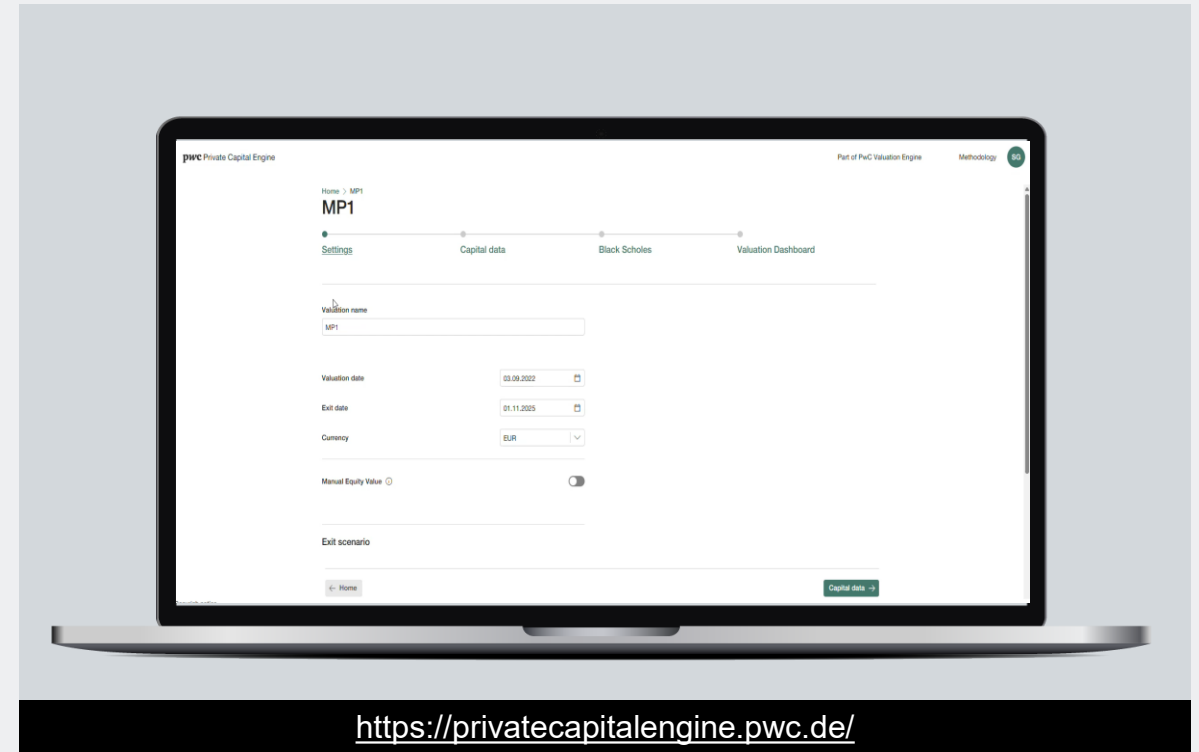 pwc Private Capital Engine
Part of PwC Valuation Engine
Methodology
SG
Home > MP1
MP1
Settings
Capital data
Black Scholes
Valuation Dashboard
Valuation name
MP1
Valuation date
03.09.2022
Exit date
01.11.2025
Currency
EUR
Manual Equity Value
Exit scenario
← Home
Capital data →
https://privatecapitalengine.pwc.de/